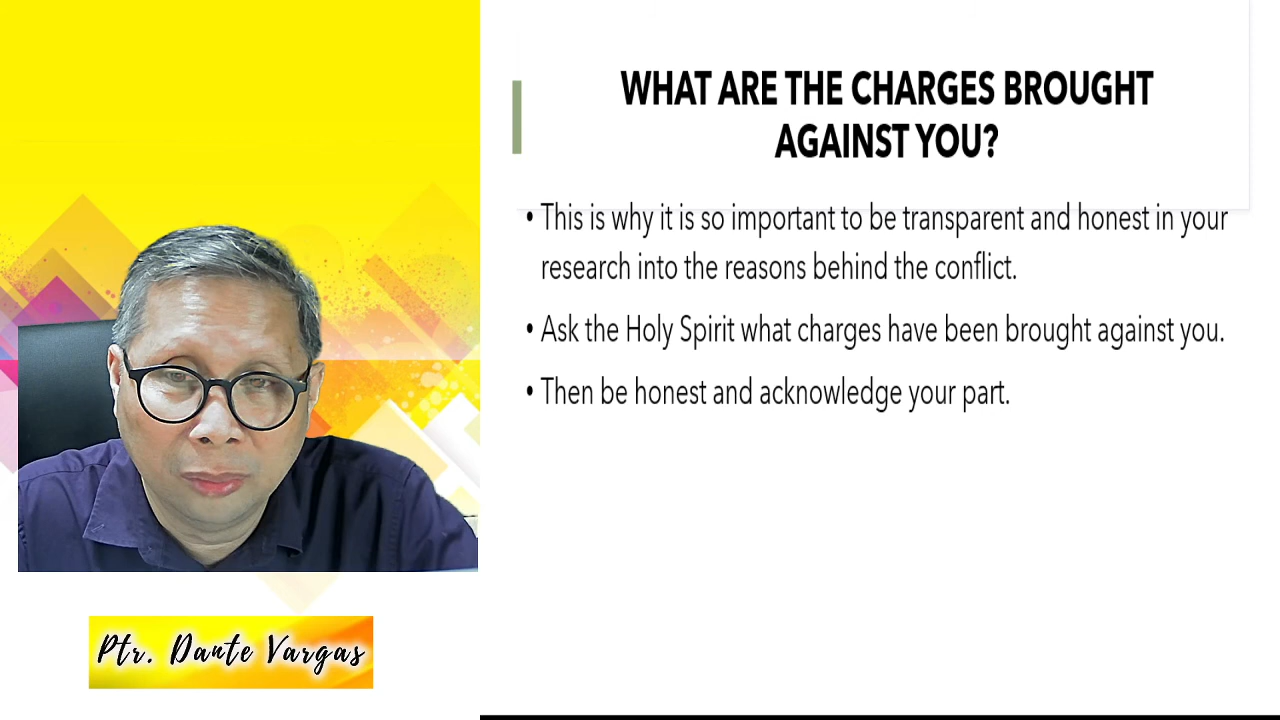 WHAT ARE THE CHARGES BROUGHT
AGAINST YOU?
• This is why it is so important to be transparent and honest in your
research into the reasons behind the conflict.
• Ask the Holy Spirit what charges have been brought against you.
• Then be honest and acknowledge your part.
Ptr. Dante Vargas